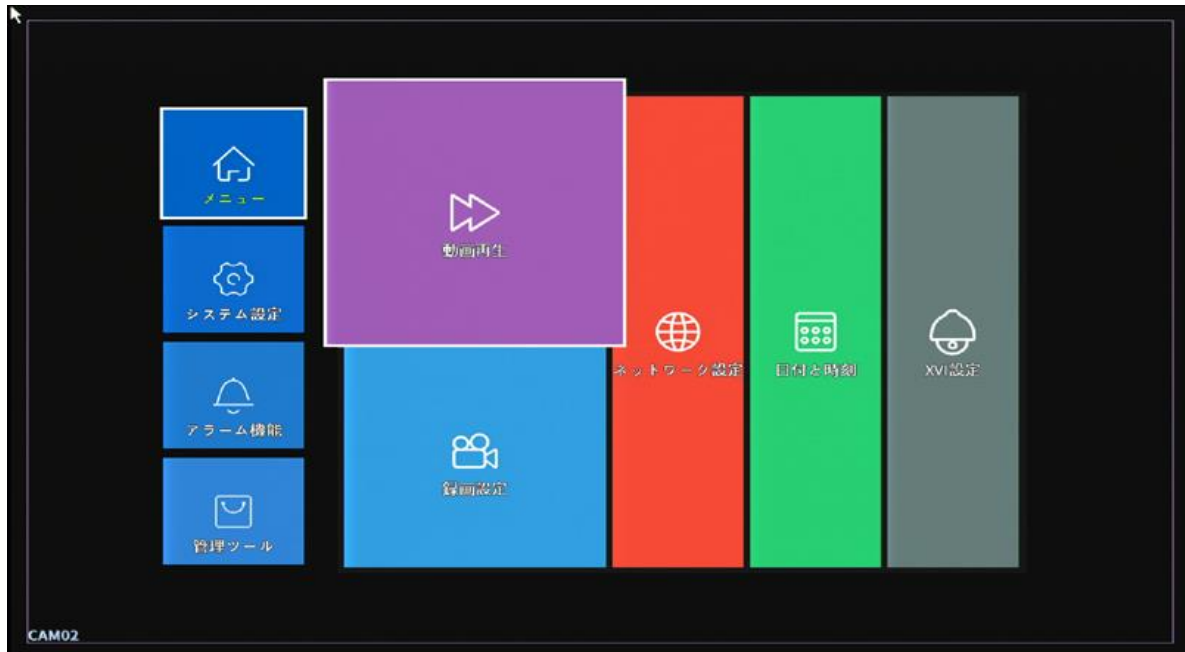 メニュー
システム設定
アラーム機能
管理ツール
動画再生
録画設定
ネットワーク設定
日付と時刻
XVI設定
CAM02